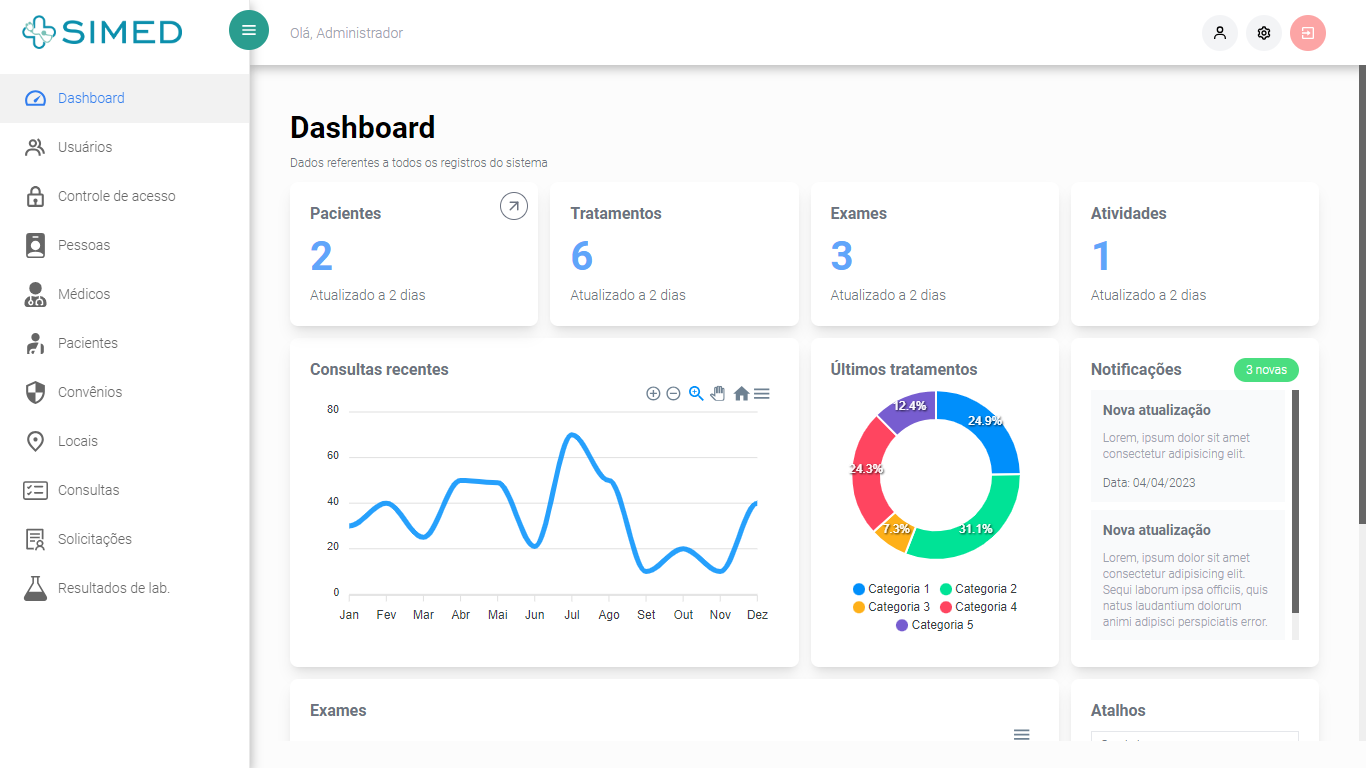 SIMED
Olá, Administrador
Dashboard
Usuários
Controle de acesso
Pessoas
Médicos
Pacientes
Convênios
Locais
Consultas
Solicitações
Resultados de lab.
Dashboard
Dados referentes a todos os registros do sistema
Pacientes
2
Atualizado a 2 dias
Tratamentos
6
Atualizado a 2 dias
Exames
3
Atualizado a 2 dias
Atividades
1
Atualizado a 2 dias
Consultas recentes
80
60
40
20
0
Jan Fev Mar Abr Mai Jun Jul Ago Set Out Nov Dez
Últimos tratamentos
12.4%
24.9%
24.3%
7.3%
31.1%
Categoria 1 Categoria 2
Categoria 3 Categoria 4
Categoria 5
Notificações 3 novas
Nova atualização
Lorem, ipsum dolor sit amet
consectetur adipisicing elit.
Data: 04/04/2023
Nova atualização
Lorem, ipsum dolor sit amet
consectetur adipisicing elit.
Sequi laborum ipsa officiis, quis
natus laudantium dolorum
animi adipisci perspiciatis error.
Exames
Atalhos